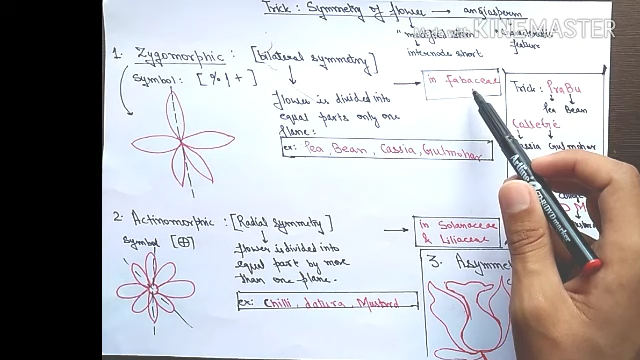 Trick: Symmetry of flower → angiosperm
"modified stem
internode short
feature
KINEMASTER
1. Zygomorphic: [bilateral symmetry]
Symbol: [%|+]
flower is divided into
equal parts only one
plane:
ex: Pea, Bean, Cassia, Gulmohar
→ in fabaceae
Trick: PraBu
Pea Bean
Gulmohar
2. Actinomorphic: [Radial symmetry]
Symbol [⊕]
flower is divided into
equal part by more
than one plane.
ex: Chilli, datura, Mustard
→ in Solanaceae
& Liliaceae
3. Asymmet